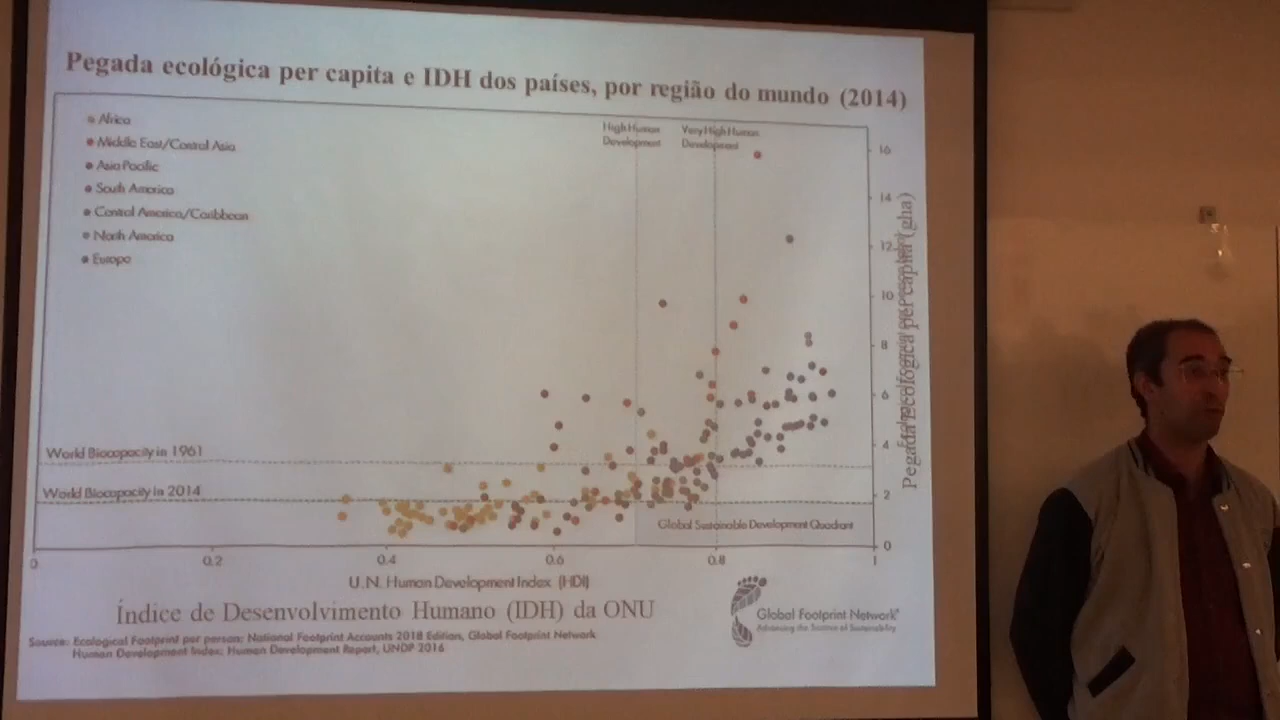 Pegada ecológica per capita e IDH dos países, por região do mundo (2014)
Africa
Middle East/Central Asia
Asia Pacific
South America
Central America/Caribbean
North America
Europe
High Human
Development
Very High Human
Development
16
14
12
10
8
6
4
2
0
Pegada Ecológica per capita (gha)
World Biocapacity in 1961
World Biocapacity in 2014
Global Sustainable Development Quadrant
0
0.2
0.4
0.6
0.8
1
U.N. Human Development Index (HDI)
Índice de Desenvolvimento Humano (IDH) da ONU
Global Footprint Network®
Advancing the Science of Sustainability
Source: Ecological Footprint per person: National Footprint Accounts 2018 Edition, Global Footprint Network
Human Development Index: Human Development Report, UNDP 2016